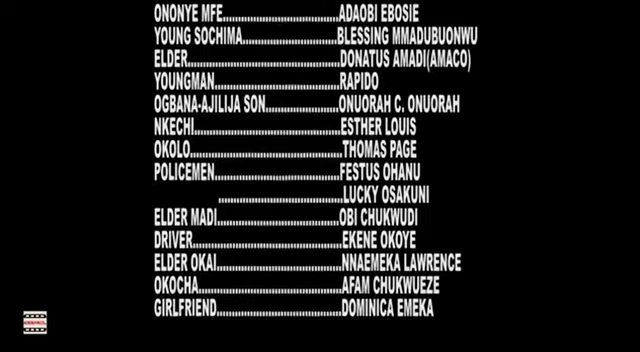 ONONYE MFE..............................ADAOBI EBOSIE
YOUNG SOCHIMA.........................BLESSING MMADUBUONWU
ELDER........................................DONATUS AMADI(AMACO)
YOUNGMAN.................................RAPIDO
OGBANA-AJILIJA SON...................ONUORAH C. ONUORAH
NKECHI......................................ESTHER LOUIS
OKOLO.......................................THOMAS PAGE
POLICEMEN.................................FESTUS OHANU
................................LUCKY OSAKUNI
ELDER MADI................................OBI CHUKWUDI
DRIVER......................................EKENE OKOYE
ELDER OKAI................................NNAEMEKA LAWRENCE
OKOCHA.....................................AFAM CHUKWUEZE
GIRLFRIEND................................DOMINICA EMEKA